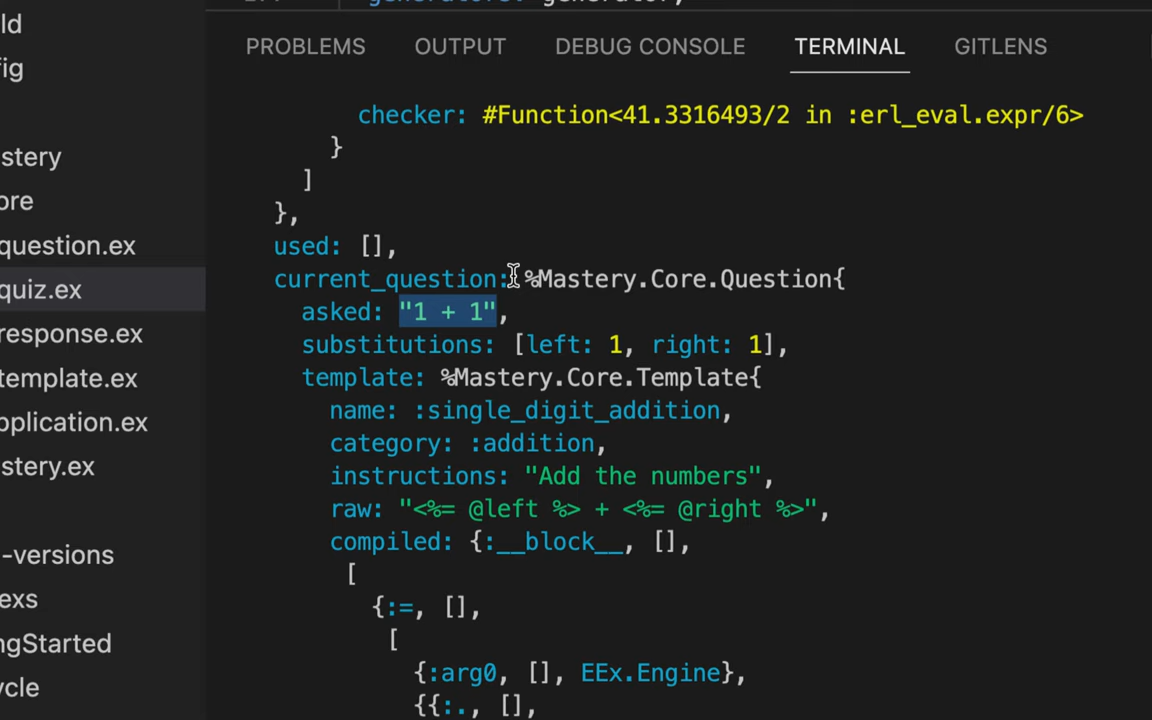 ld
fig
stery
ore
question.ex
quiz.ex
response.ex
template.ex
pplication.ex
stery.ex
-versions
exs
ngStarted
ycle
PROBLEMS OUTPUT DEBUG CONSOLE TERMINAL GITLENS
checker: #Function<41.3316493/2 in :erl_eval.expr/6>
}
]
},
used: [],
current_question: %Mastery.Core.Question{
asked: "1 + 1",
substitutions: [left: 1, right: 1],
template: %Mastery.Core.Template{
name: :single_digit_addition,
category: :addition,
instructions: "Add the numbers",
raw: "<%= @left %> + <%= @right %>",
compiled: {:__block__, [],
[
{:=, [],
[
{:arg0, [], EEx.Engine},
{{:., [],